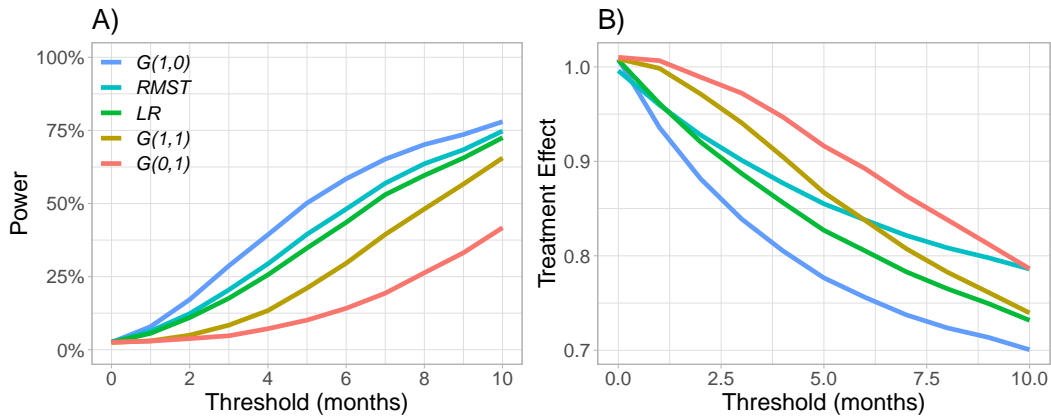 A)
100%
75%
50%
25%
0%
Power
G(1,0)
RMST
LR
G(1,1)
G(0,1)
0 2 4 6 8 10
Threshold (months)
B)
1.0
0.9
0.8
0.7
Treatment Effect
0.0 2.5 5.0 7.5 10.0
Threshold (months)